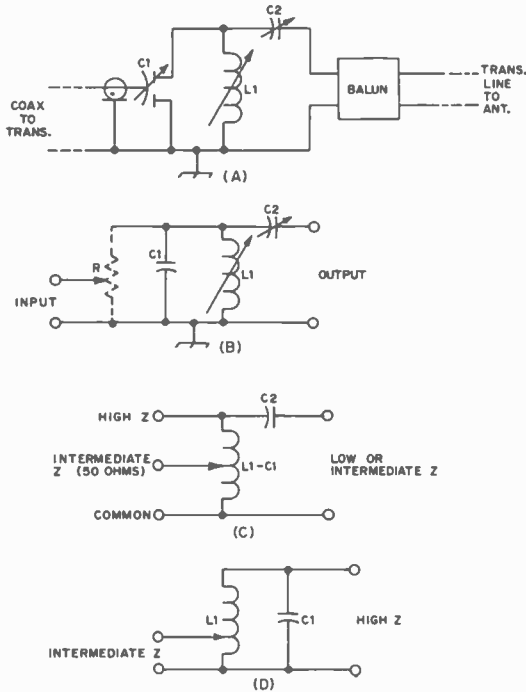 C2
C1
L1
BALUN
TRANS.
LINE
TO
ANT.
COAX
TO
TRANS.
(A)
C2
R
C1
L1
OUTPUT
INPUT
(B)
C2
HIGH Z
INTERMEDIATE
Z (50 OHMS)
L1-C1
LOW OR
INTERMEDIATE Z
COMMON
(C)
L1
C1
HIGH Z
INTERMEDIATE Z
(D)